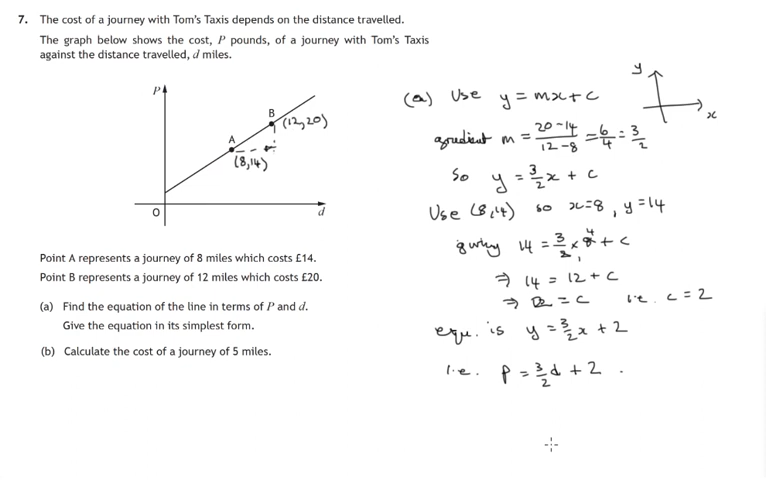 7. The cost of a journey with Tom's Taxis depends on the distance travelled.
The graph below shows the cost, P pounds, of a journey with Tom's Taxis
against the distance travelled, d miles.
P
B
(12,20)
A
(8,14)
O
d
Point A represents a journey of 8 miles which costs £14.
Point B represents a journey of 12 miles which costs £20.
(a) Find the equation of the line in terms of P and d.
Give the equation in its simplest form.
(b) Calculate the cost of a journey of 5 miles.
y
x
(a) Use y = mx + c
gradient m = 20-14/12-8 = 6/4 = 3/2
So y = 3/2 x + c
Use (8,14) so x=8, y=14
giving 14 = 3/2 × 8 4 + c
1
⇒ 14 = 12 + c
⇒ 2 = c i.e. c = 2
equ. is y = 3/2 x + 2
i.e. P = 3/2 d + 2.